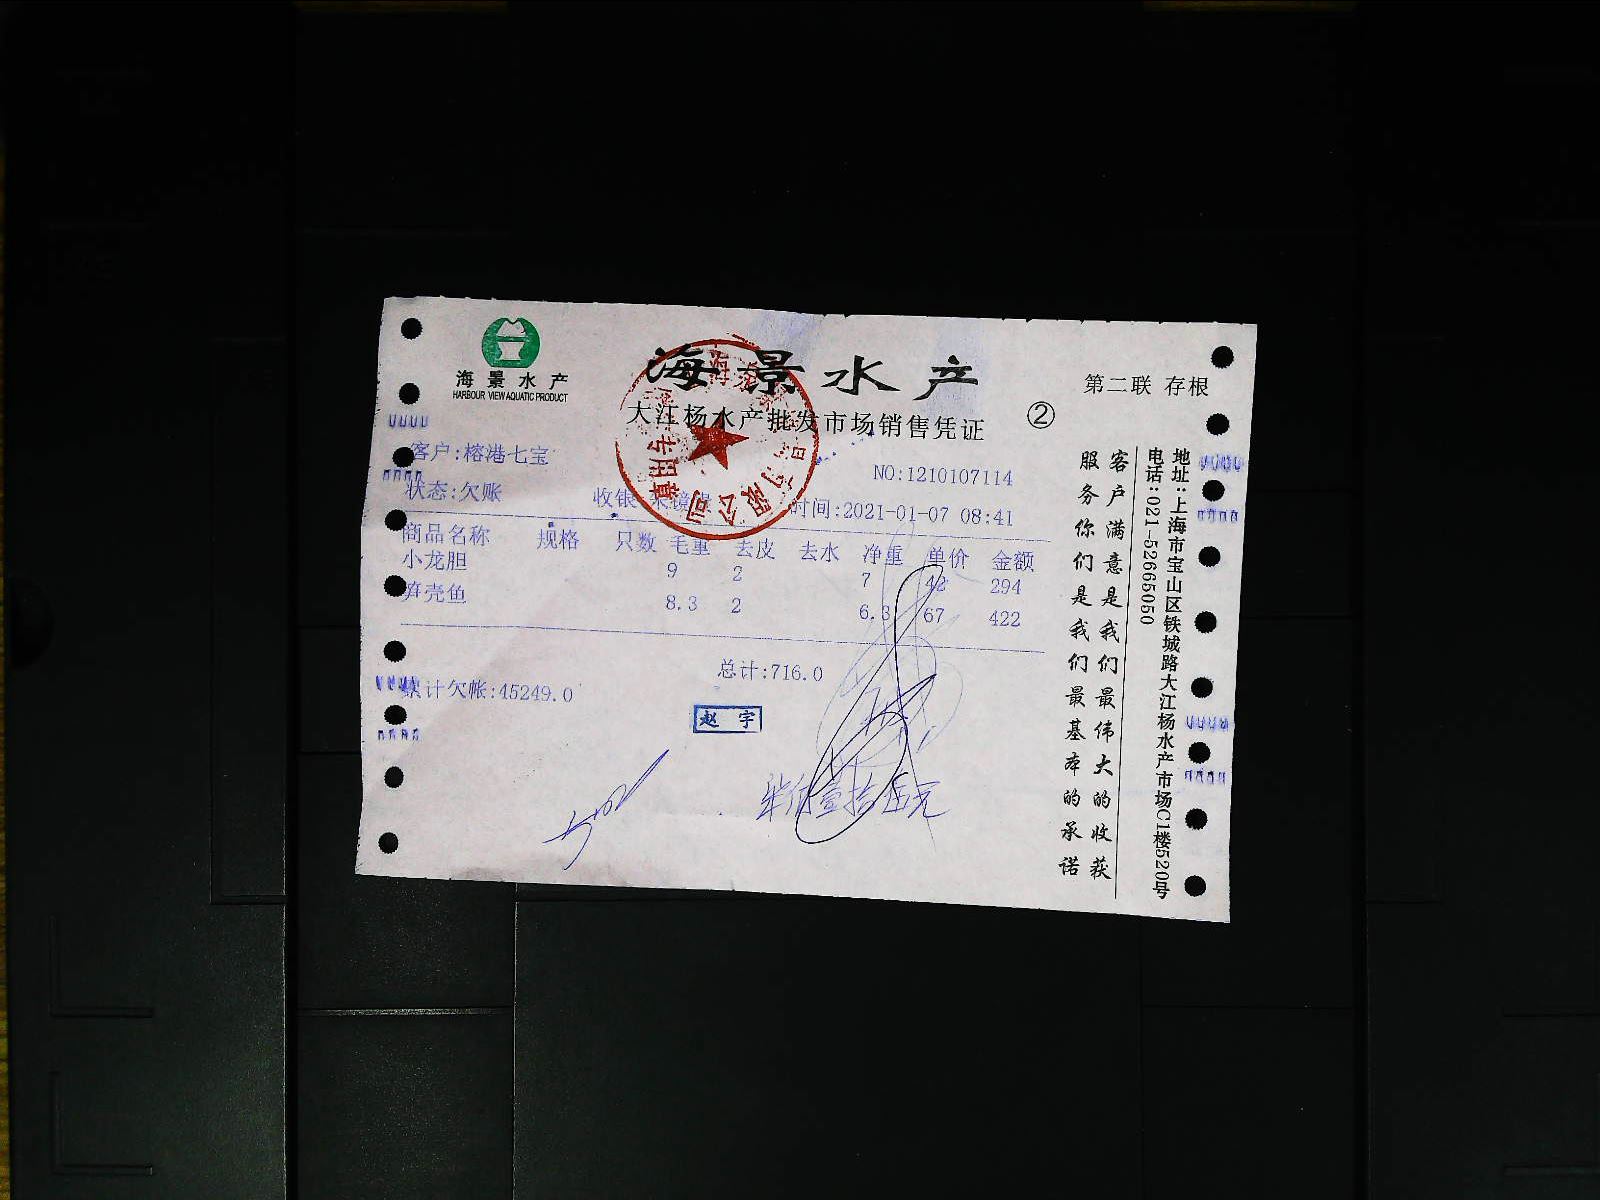 海景水产
HARBOUR VIEW AQUATIC PRODUCT
海景水产
第二联 存根
大江杨水产批发市场销售凭证 ②
客户:榕港七宝
NO:1210107114
状态:欠账 收银 时间:2021-01-07 08:41
商品名称 规格 只数 毛重 去皮 去水 净重 单价 金额
小龙胆 9 2 7 42 294
笋壳鱼 8.3 2 6.3 67 422
总计:716.0
累计欠帐:45249.0
赵宇
客户满意是我们最伟大的收获
服务你们是我们最基本的承诺
地址:上海市宝山区铁城路大江杨水产市场C1楼520号
电话:021-52665050